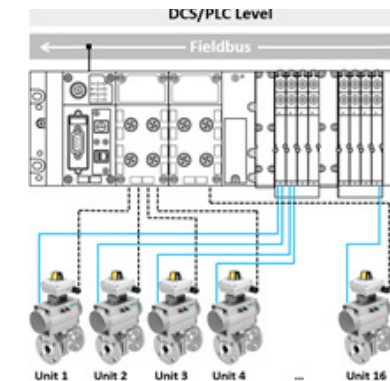 DCS/PLC Level
Fieldbus
Unit 1 Unit 2 Unit 3 Unit 4 ... Unit 16